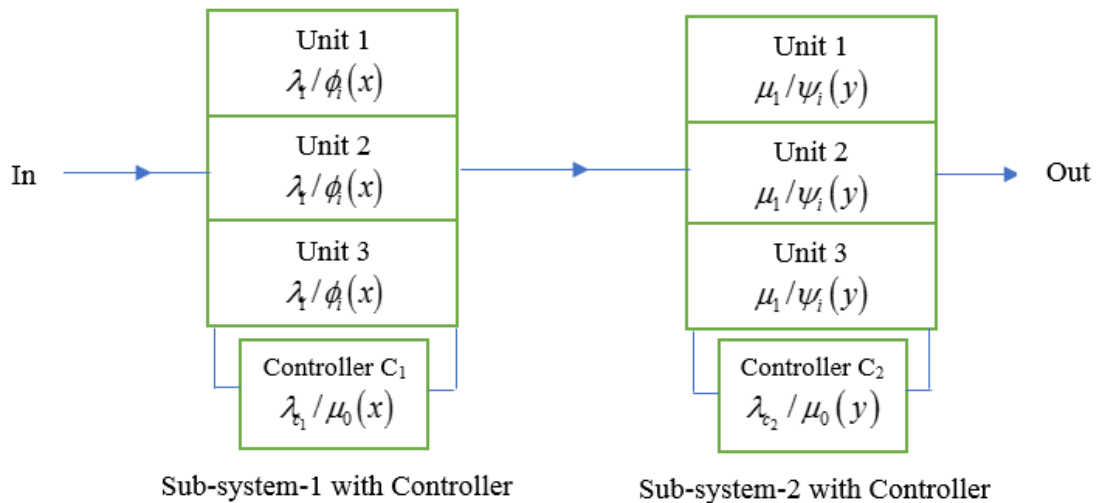 In
Unit 1
λ₁/ϕᵢ(x)
Unit 2
λ₁/ϕᵢ(x)
Unit 3
λ₁/ϕᵢ(x)
Controller C₁
λ_c₁/μ₀(x)
Sub-system-1 with Controller
Unit 1
μ₁/ψᵢ(y)
Unit 2
μ₁/ψᵢ(y)
Unit 3
μ₁/ψᵢ(y)
Controller C₂
λ_c₂/μ₀(y)
Sub-system-2 with Controller
Out